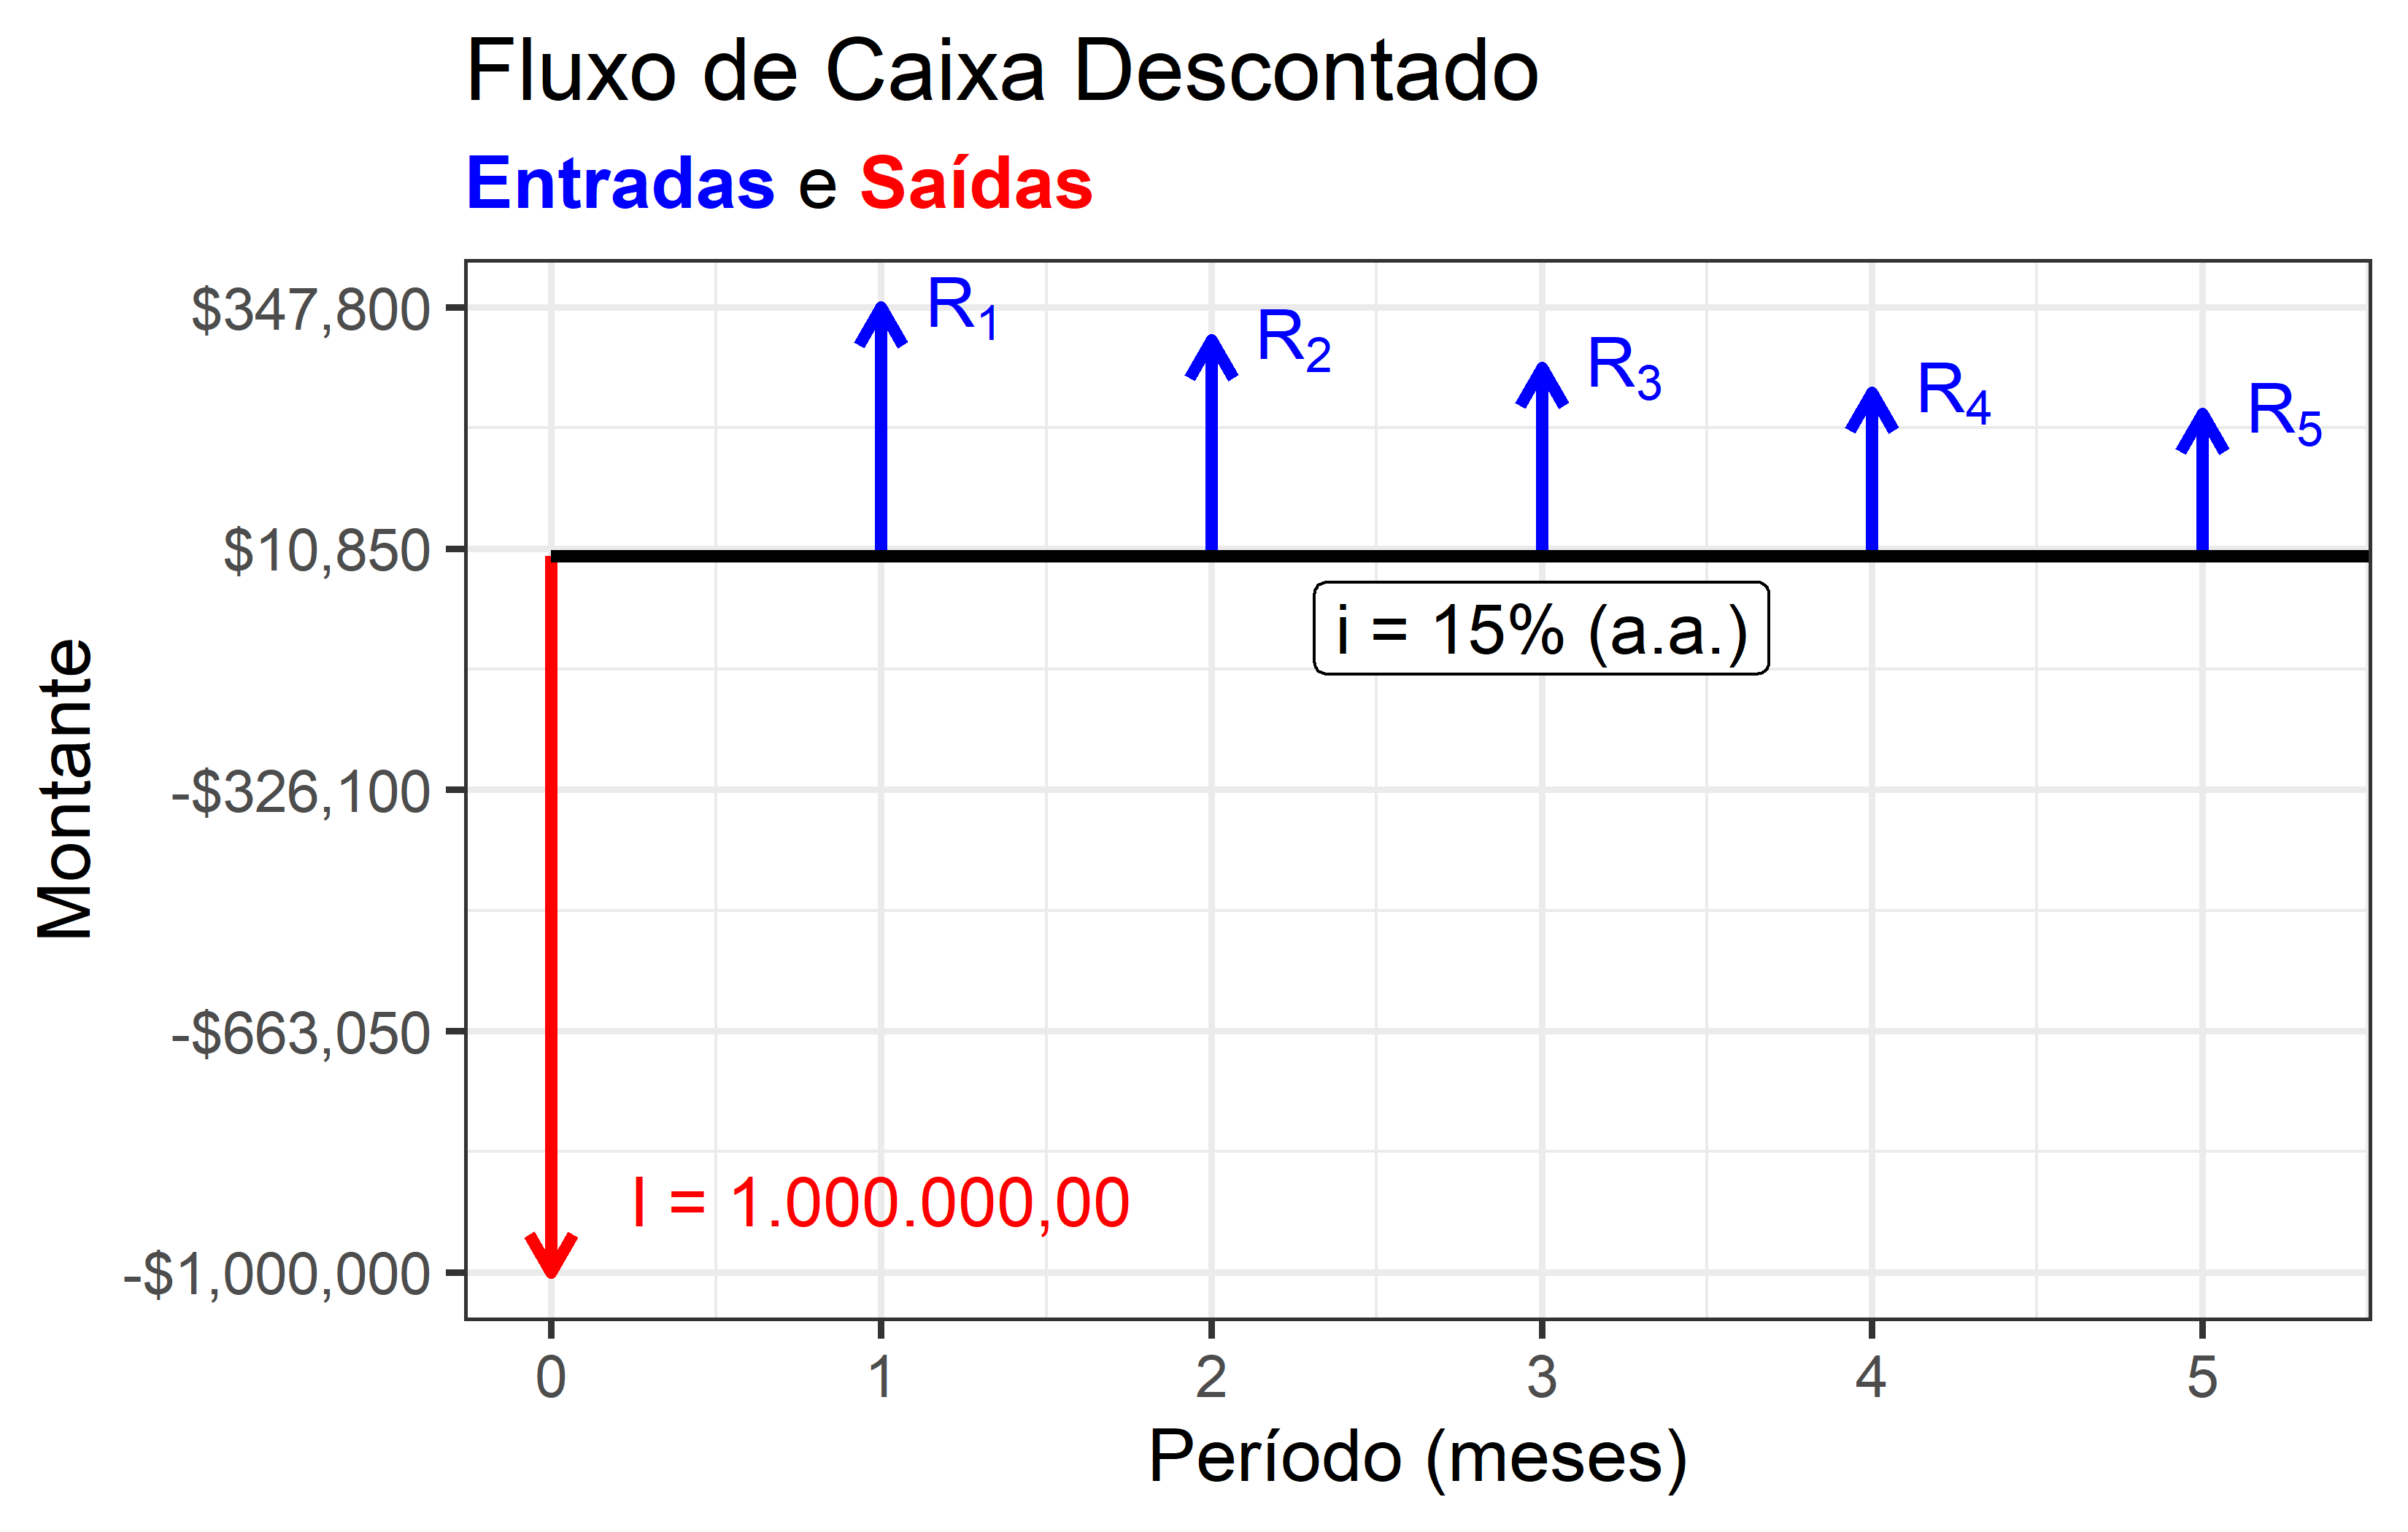 Fluxo de Caixa Descontado
Entradas e Saídas
$347,800
$10,850
-$326,100
-$663,050
-$1,000,000
Montante
R1
R2
R3
R4
R5
i = 15% (a.a.)
I = 1.000.000,00
0 1 2 3 4 5
Período (meses)